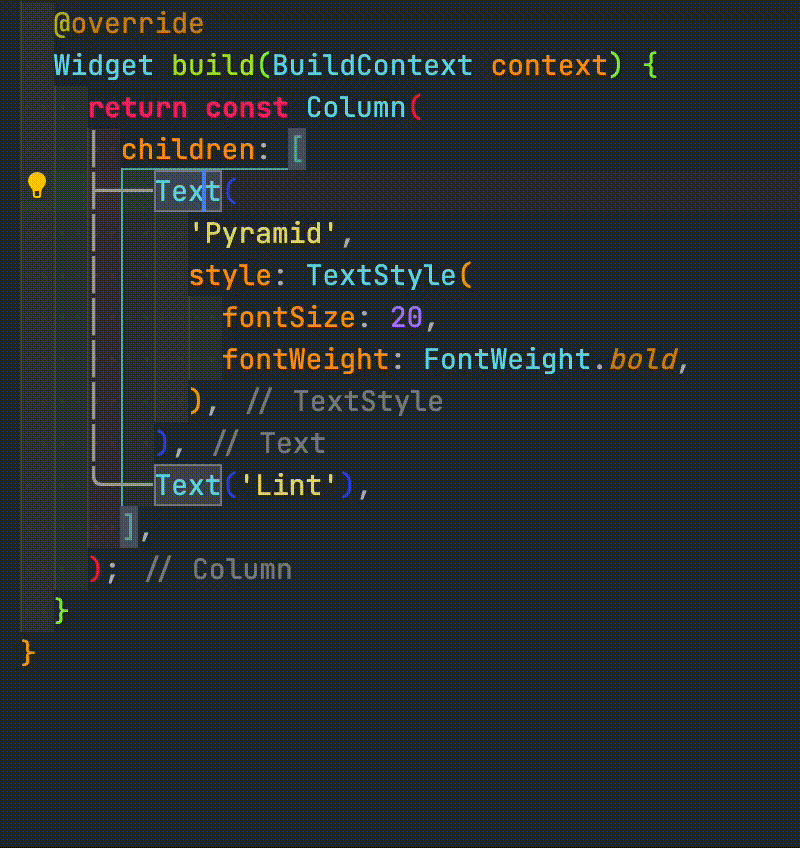 @override
Widget build(BuildContext context) {
return const Column(
children: [
Text(
'Pyramid',
style: TextStyle(
fontSize: 20,
fontWeight: FontWeight.bold,
), // TextStyle
), // Text
Text('Lint'),
],
); // Column
}
}